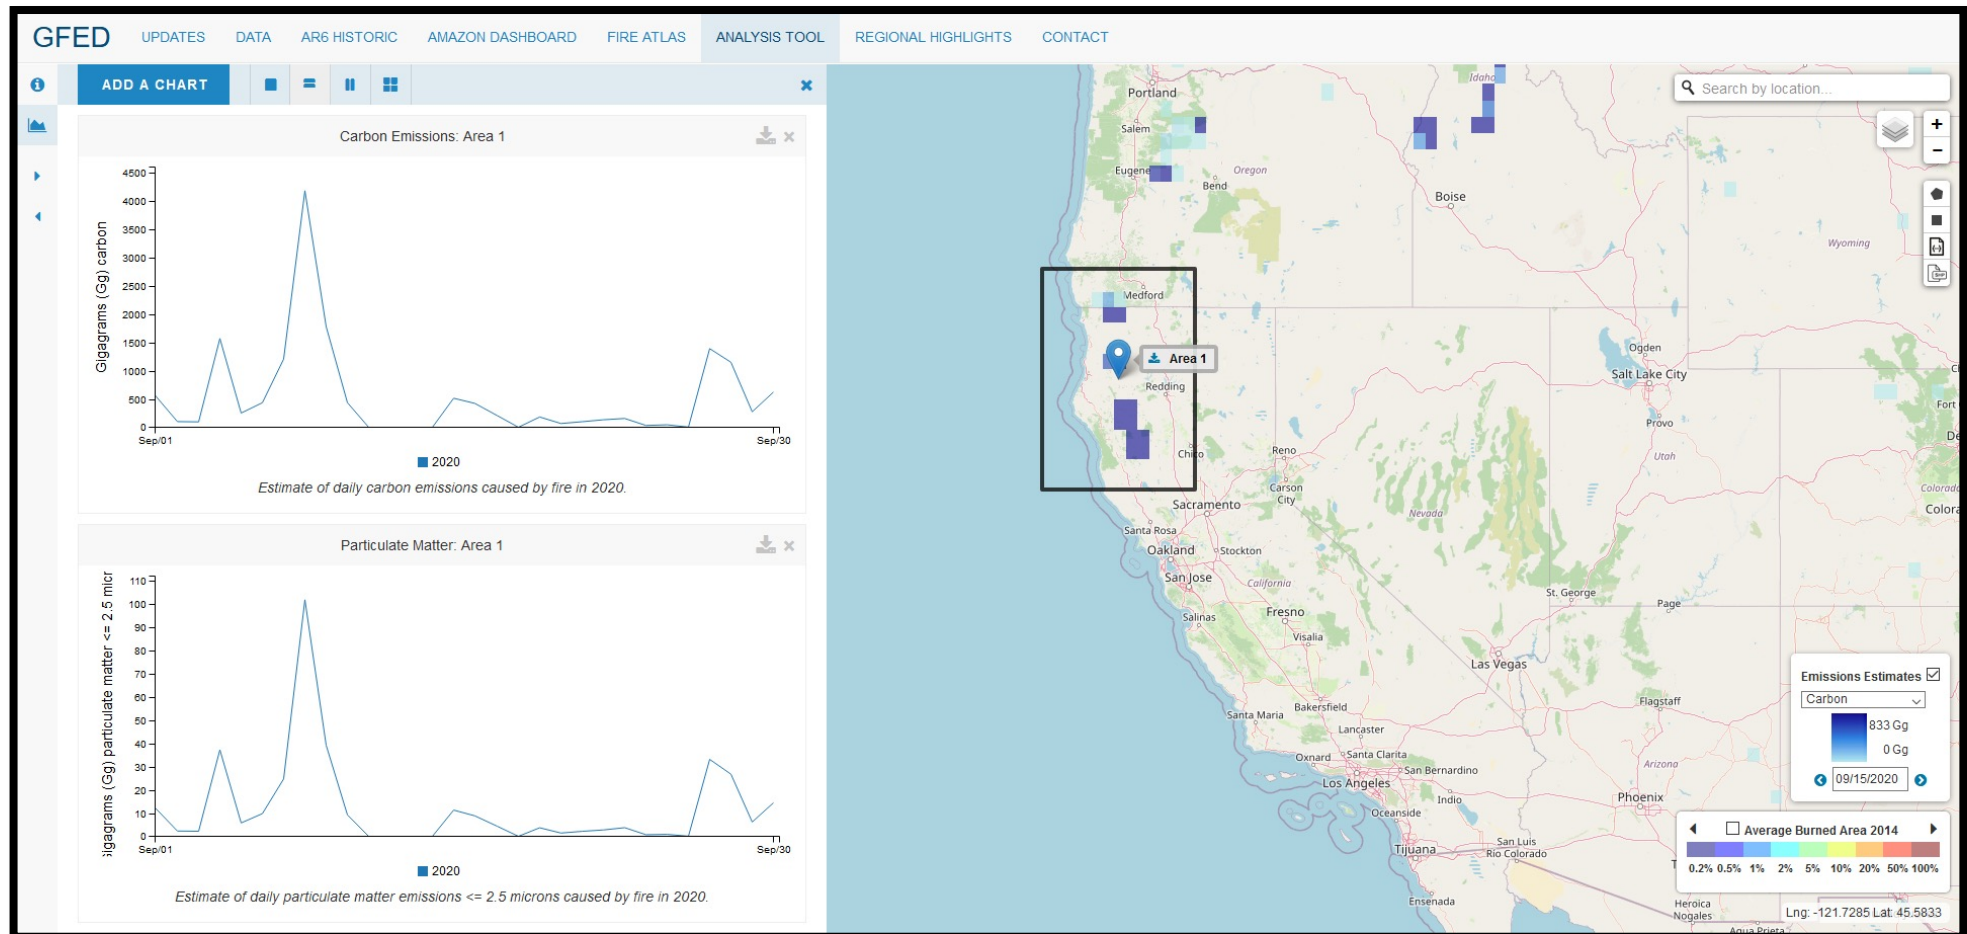 GFED UPDATES DATA AR6 HISTORIC AMAZON DASHBOARD FIRE ATLAS ANALYSIS TOOL REGIONAL HIGHLIGHTS CONTACT
ADD A CHART
Carbon Emissions: Area 1
Gigagrams (Gg) carbon
4500
4000
3500
3000
2500
2000
1500
1000
500
0
Sep/01 Sep/30
2020
Estimate of daily carbon emissions caused by fire in 2020.
Particulate Matter: Area 1
(Gg) particulate matter <= 2.5
110
100
90
80
70
60
50
40
30
20
10
0
Sep/01 Sep/30
2020
Estimate of daily particulate matter emissions <= 2.5 microns caused by fire in 2020.
Search by location...
+
−
Idaho
Portland
Salem
Eugene
Bend
Oregon
Boise
Wyoming
Medford
Area 1
Redding
Ogden
Salt Lake City
Fort
Provo
Utah
Chico
Reno
Carson
City
Sacramento
Nevada
Santa Rosa
Oakland
Stockton
San Jose
California
Fresno
Salinas
Visalia
St. George
Page
Las Vegas
Flagstaff
Santa Maria
Bakersfield
Lancaster
Oxnard
Santa Clarita
San Bernardino
Los Angeles
Indio
Oceanside
Arizona
Phoenix
Tijuana
San Luis
Rio Colorado
Ensenada
Heroica
Nogales
Agua Prieta
Emissions Estimates
Carbon
833 Gg
0 Gg
09/15/2020
Average Burned Area 2014
0.2% 0.5% 1% 2% 5% 10% 20% 50% 100%
Lng: -121.7285 Lat: 45.5833